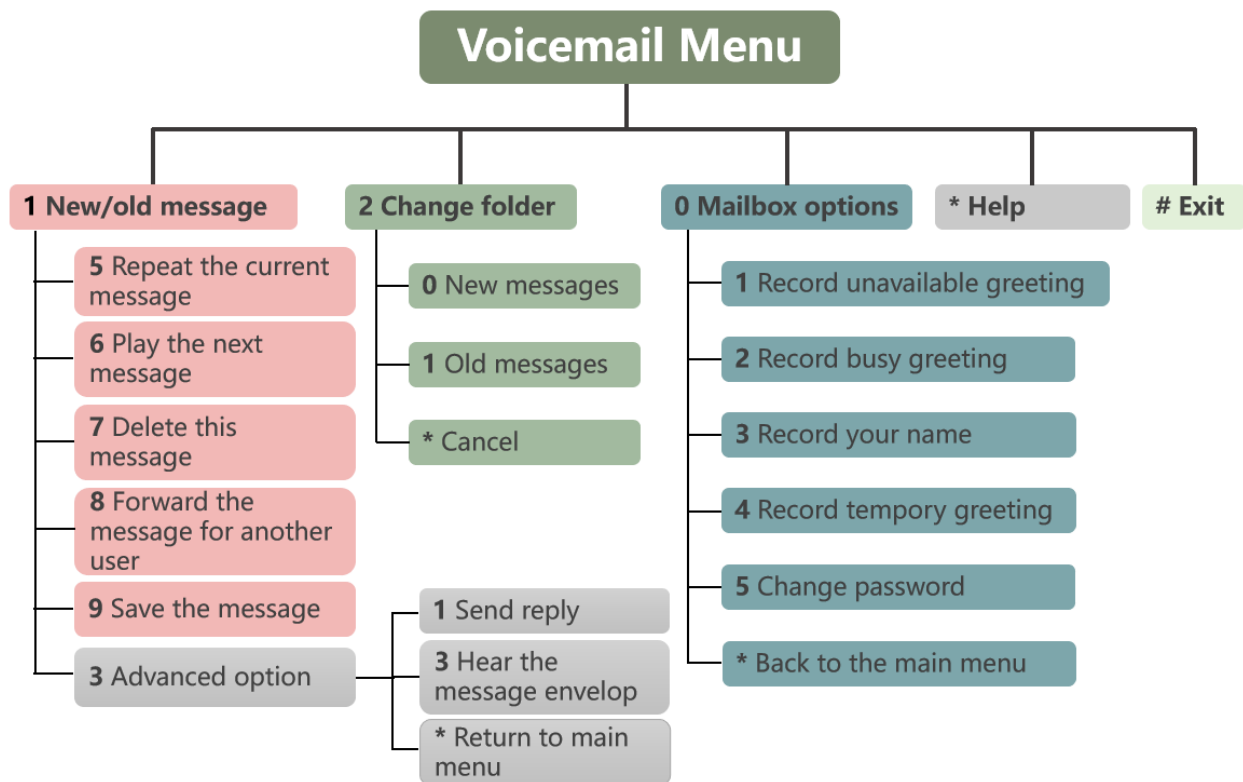 Voicemail Menu
1 New/old message
5 Repeat the current
message
6 Play the next
message
7 Delete this
message
8 Forward the
message for another
user
9 Save the message
3 Advanced option
1 Send reply
3 Hear the
message envelop
* Return to main
menu
2 Change folder
0 New messages
1 Old messages
* Cancel
0 Mailbox options
1 Record unavailable greeting
2 Record busy greeting
3 Record your name
4 Record tempory greeting
5 Change password
* Back to the main menu
* Help
# Exit